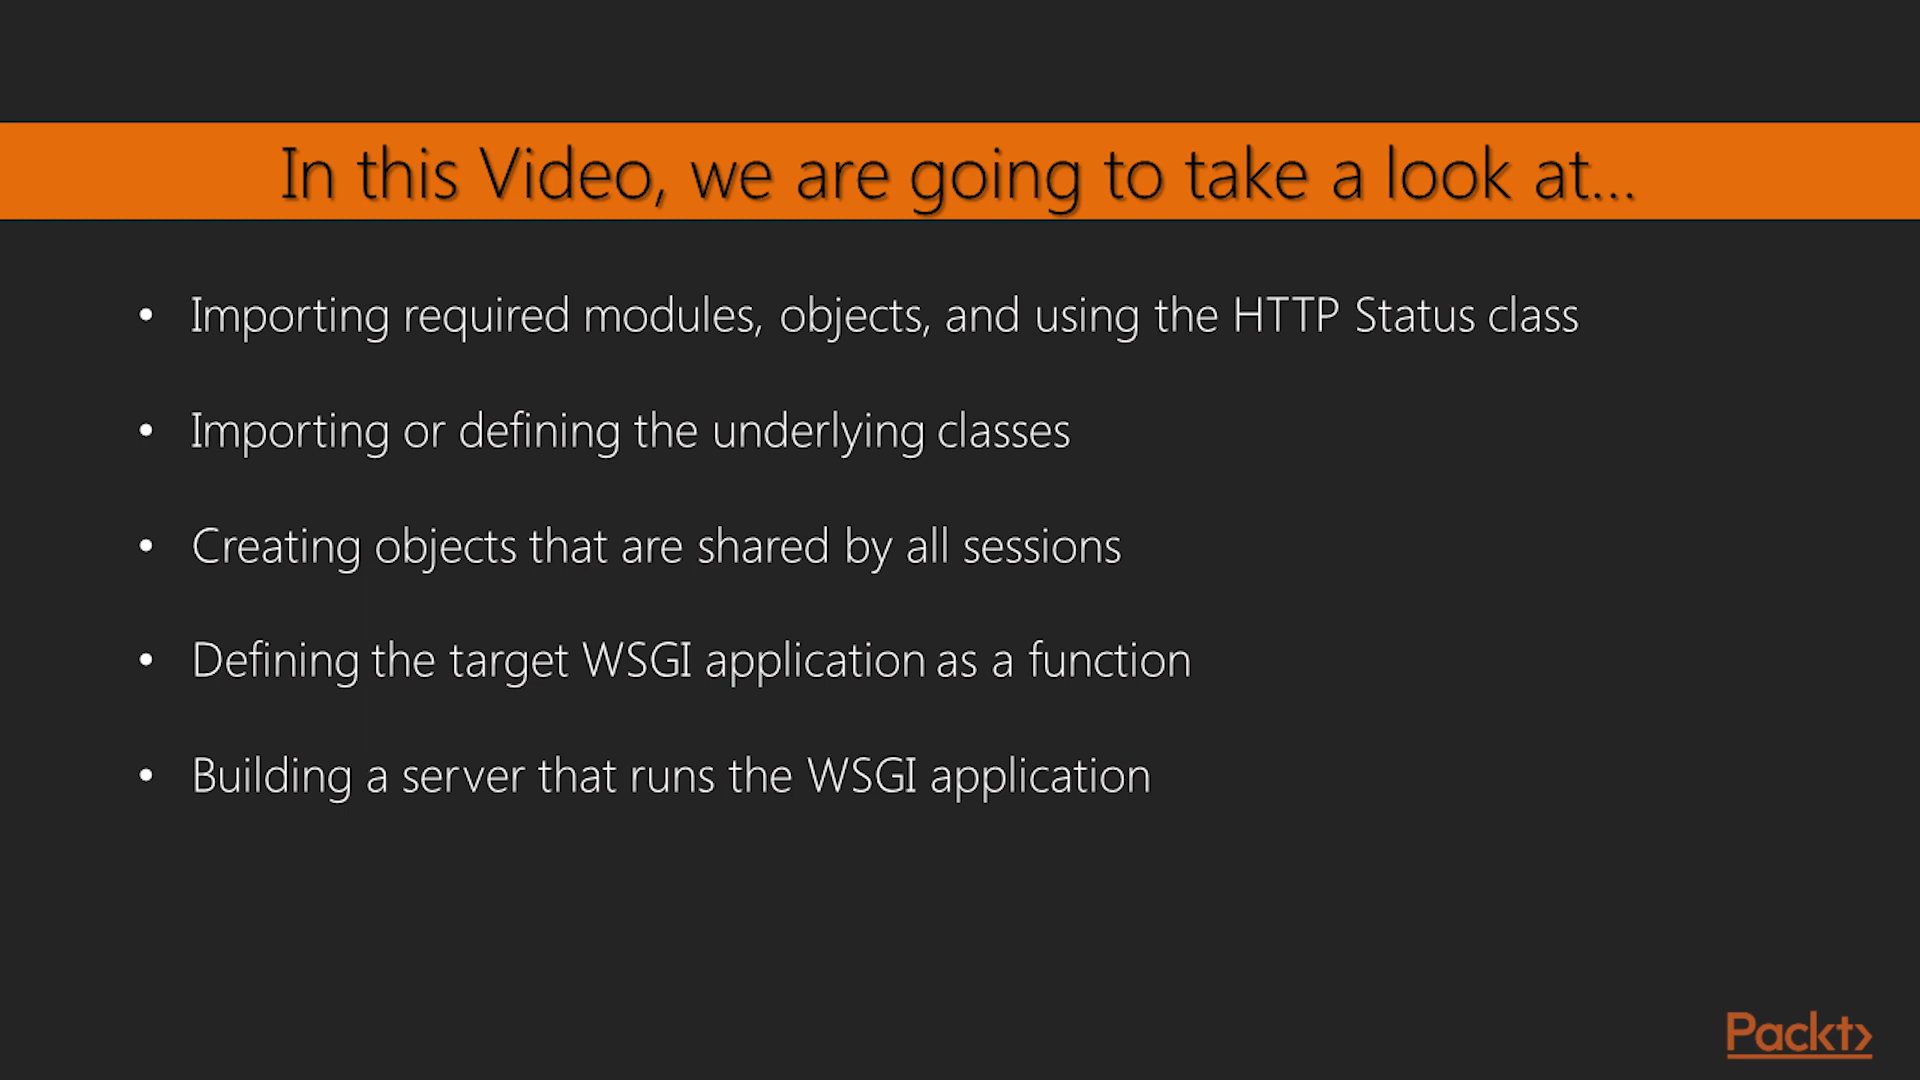 In this Video, we are going to take a look at...
• Importing required modules, objects, and using the HTTP Status class
• Importing or defining the underlying classes
• Creating objects that are shared by all sessions
• Defining the target WSGI application as a function
• Building a server that runs the WSGI application
Packt